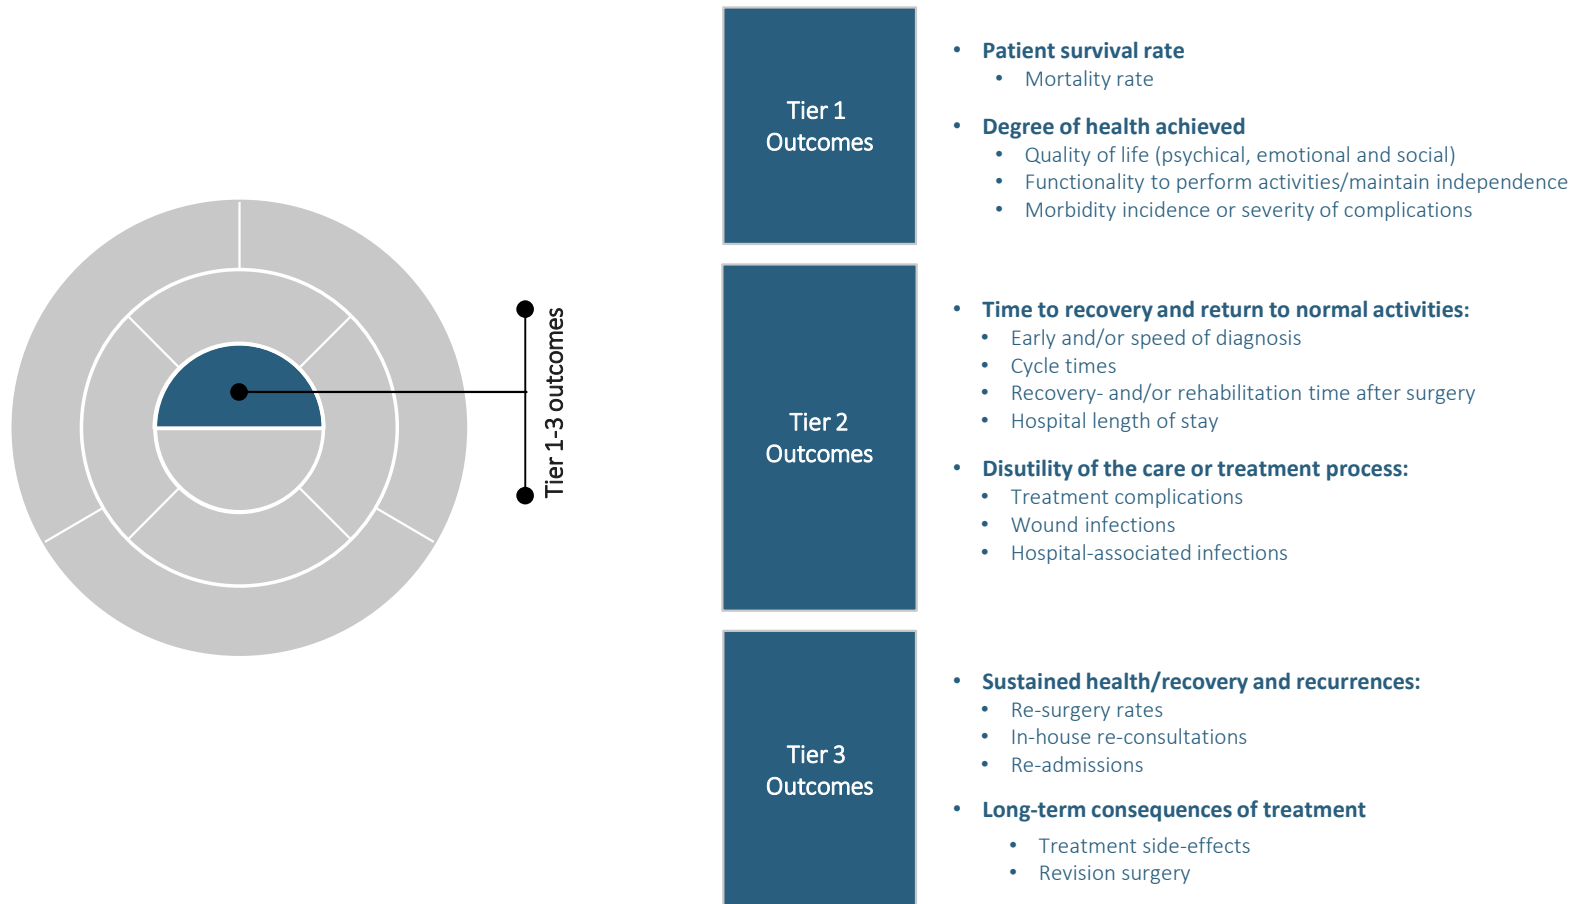 Tier 1-3 outcomes
Tier 1
Outcomes
• Patient survival rate
• Mortality rate
• Degree of health achieved
• Quality of life (psychical, emotional and social)
• Functionality to perform activities/maintain independence
• Morbidity incidence or severity of complications
Tier 2
Outcomes
• Time to recovery and return to normal activities:
• Early and/or speed of diagnosis
• Cycle times
• Recovery- and/or rehabilitation time after surgery
• Hospital length of stay
• Disutility of the care or treatment process:
• Treatment complications
• Wound infections
• Hospital-associated infections
Tier 3
Outcomes
• Sustained health/recovery and recurrences:
• Re-surgery rates
• In-house re-consultations
• Re-admissions
• Long-term consequences of treatment
• Treatment side-effects
• Revision surgery